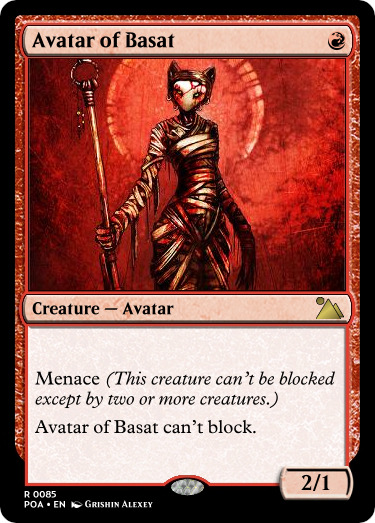 Avatar of Basat
Creature — Avatar
Menace (This creature can't be blocked
except by two or more creatures.)
Avatar of Basat can't block.
2/1
R 0085
POA • EN Grishin Alexey